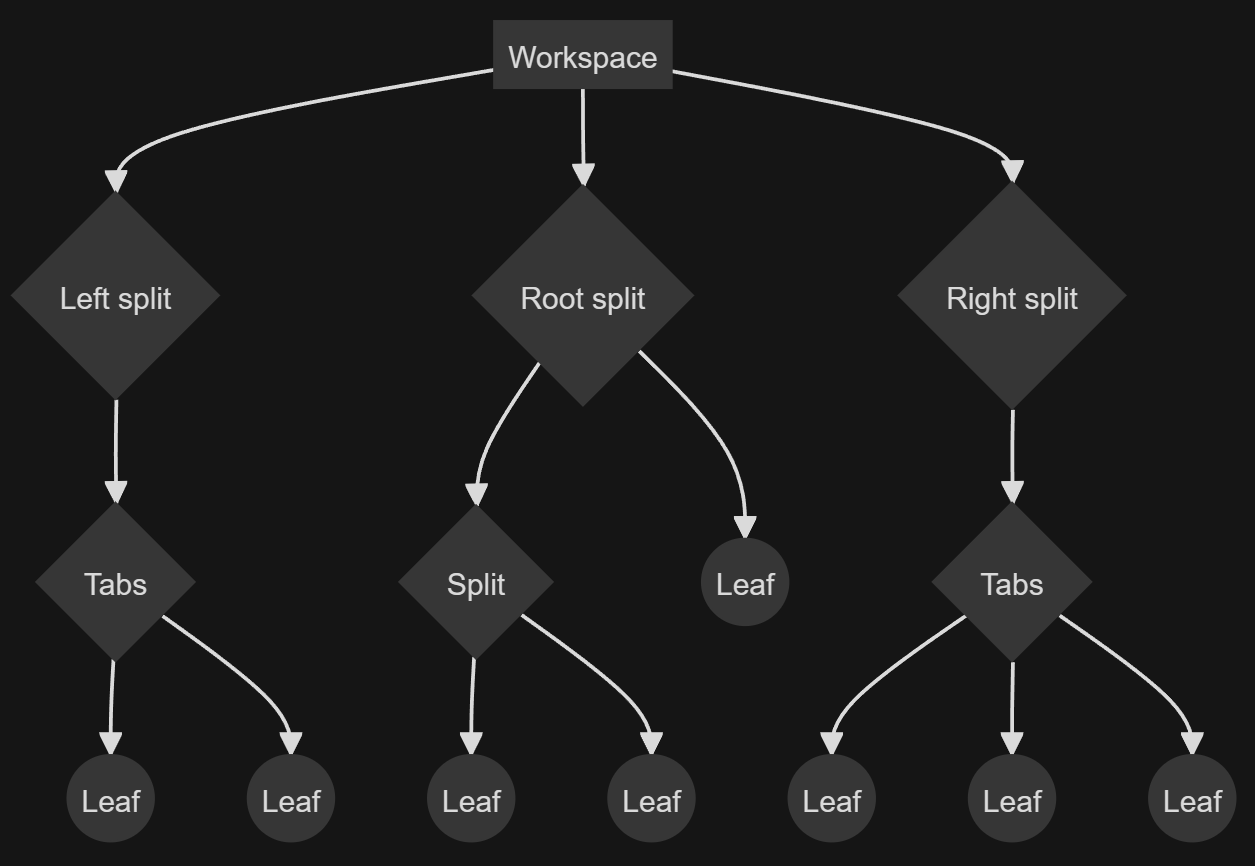 Workspace
Left split
Root split
Right split
Tabs
Split
Leaf
Tabs
Leaf
Leaf
Leaf
Leaf
Leaf
Leaf
Leaf